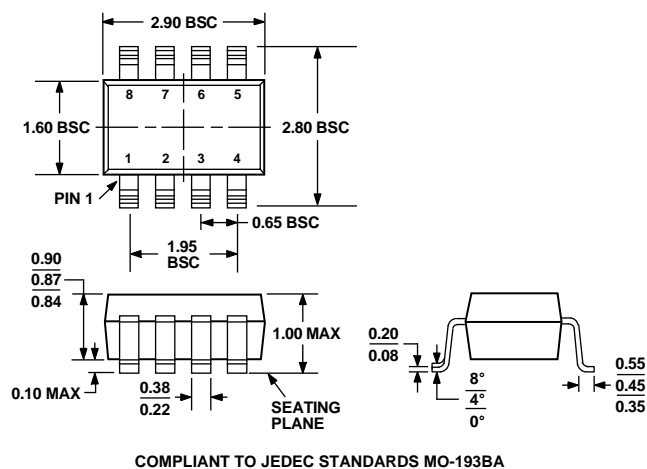 2.90 BSC
8 7 6 5
1.60 BSC
2.80 BSC
1 2 3 4
PIN 1
0.65 BSC
1.95
BSC
0.90
0.87
0.84
1.00 MAX
0.10 MAX
0.38
0.22
SEATING
PLANE
0.20
0.08
8°
4°
0°
0.55
0.45
0.35
COMPLIANT TO JEDEC STANDARDS MO-193BA